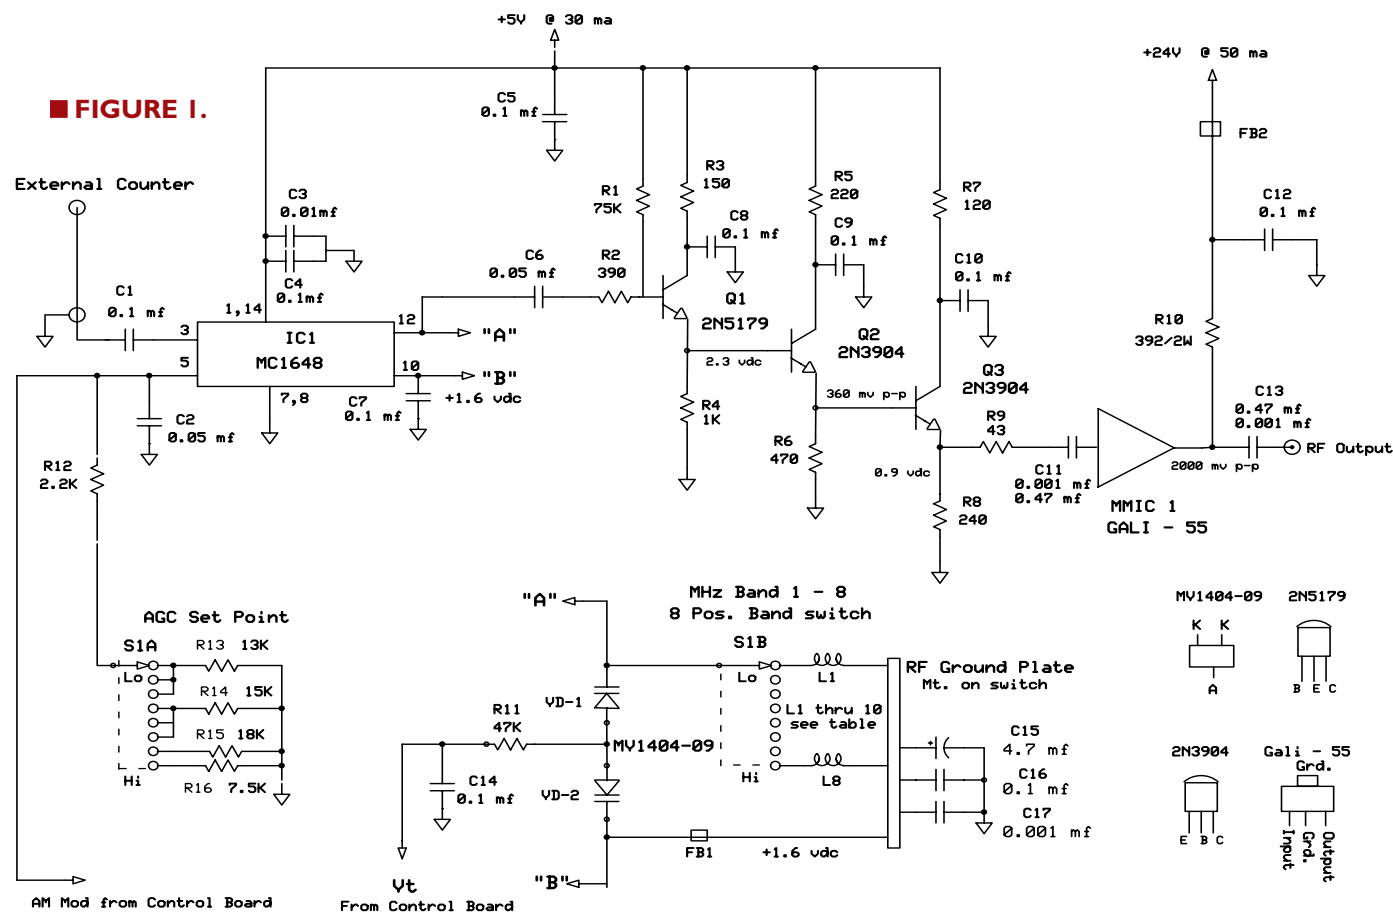 +5V @ 30 ma
+24V @ 50 ma
■ FIGURE 1.
C5
0.1 mf
FB2
External Counter
C3
0.01mf
C4
0.1mf
R1
75K
R3
150
R5
220
R7
120
C12
0.1 mf
C8
0.1 mf
C9
0.1 mf
C10
0.1 mf
C6
0.05 mf
R2
390
C1
0.1 mf
1,14
3
5
12
10
7,8
IC1
MC1648
"A"
"B"
+1.6 vdc
Q1
2N5179
Q2
2N3904
Q3
2N3904
R10
392/2W
2.3 vdc
360 mv p-p
C7
0.1 mf
C2
0.05 mf
R4
1K
R6
470
R9
43
C13
0.47 mf
0.001 mf
RF Output
2000 mv p-p
0.9 vdc
C11
0.001 mf
0.47 mf
R12
2.2K
R8
240
MMIC 1
GALI - 55
AGC Set Point
S1A
Lo
Hi
R13 13K
R14 15K
R15 18K
R16 7.5K
"A"
MHz Band 1 - 8
8 Pos. Band switch
S1B
Lo
Hi
L1
L1 thru 10
see table
L8
RF Ground Plate
Mt. on switch
VD-1
R11
47K
MV1404-09
VD-2
C14
0.1 mf
C15
4.7 mf
+
C16
0.1 mf
C17
0.001 mf
FB1
+1.6 vdc
"B"
Vt
From Control Board
AM Mod from Control Board
MV1404-09
K K
A
2N5179
B E C
2N3904
E B C
Gali - 55
Grd.
Input
Grd.
Output